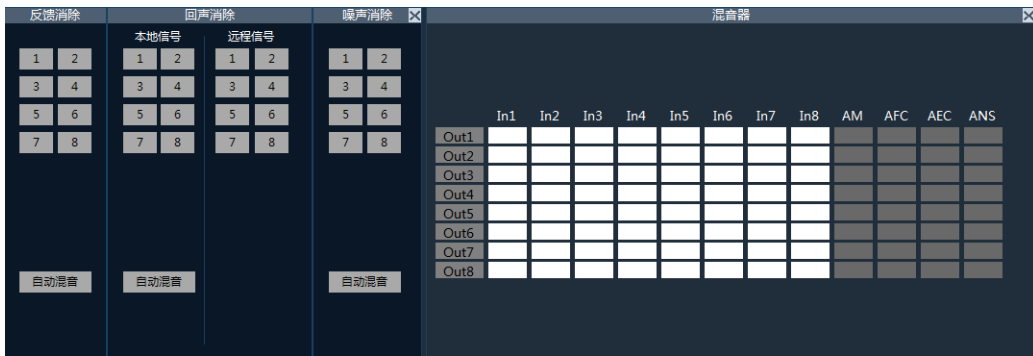 反馈消除 回声消除 噪声消除 混音器
本地信号 远程信号
1 2 1 2 1 2 1 2
3 4 3 4 3 4 3 4
5 6 5 6 5 6 5 6
7 8 7 8 7 8 7 8
自动混音 自动混音 自动混音
In1 In2 In3 In4 In5 In6 In7 In8 AM AFC AEC ANS
Out1
Out2
Out3
Out4
Out5
Out6
Out7
Out8